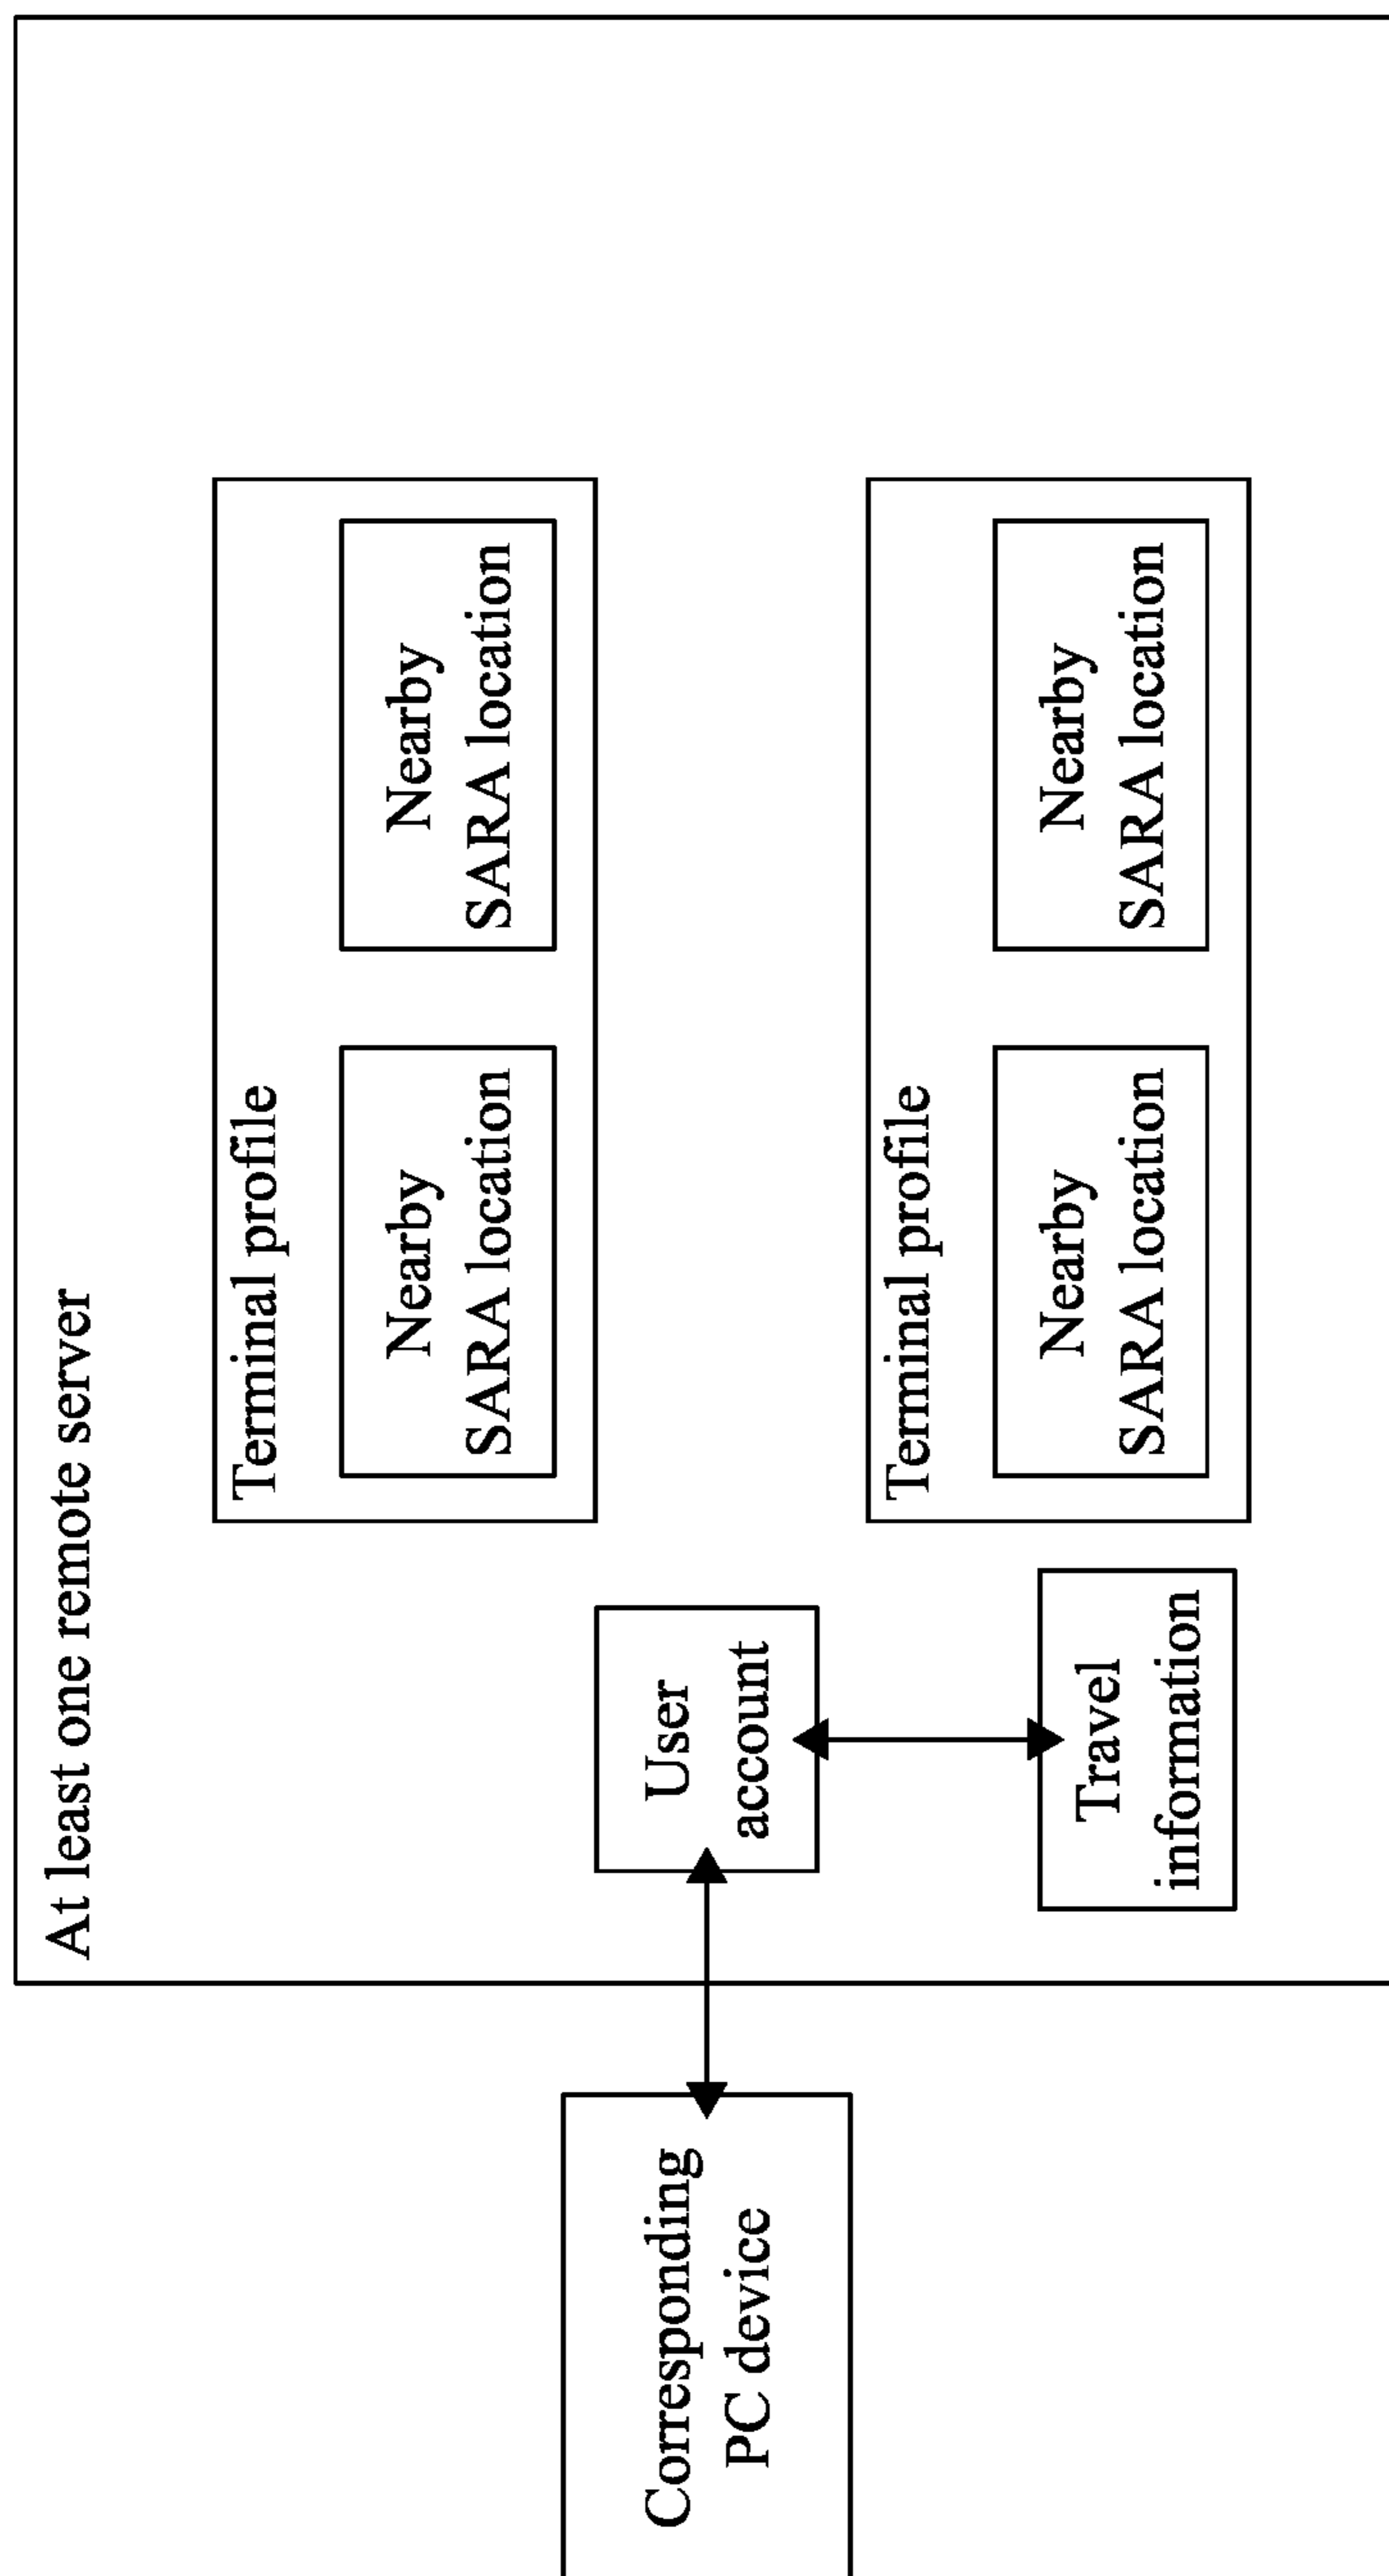 At least one remote server
Corresponding
PC device
User
account
Travel
information
Terminal profile
Nearby
SARA location
Nearby
SARA location
Terminal profile
Nearby
SARA location
Nearby
SARA location